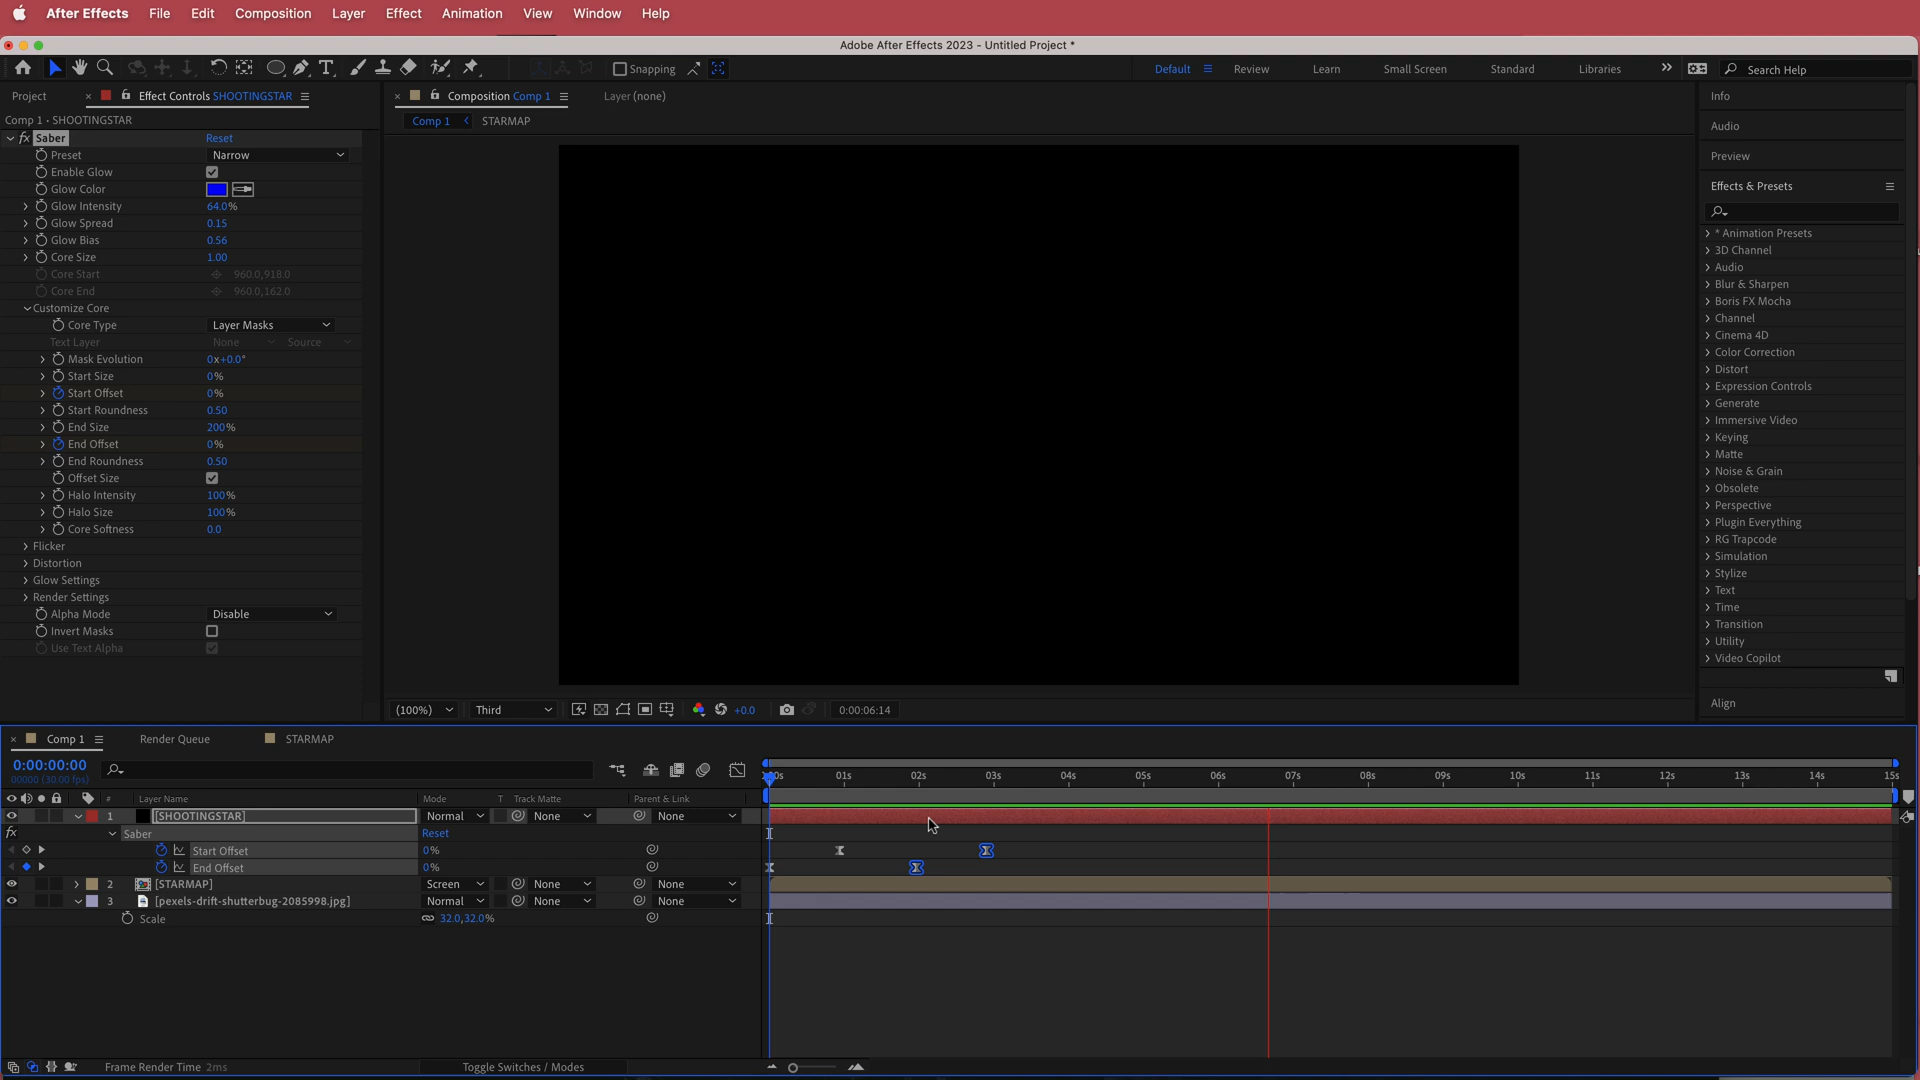 After Effects File Edit Composition Layer Effect Animation View Window Help
Adobe After Effects 2023 - Untitled Project *
Snapping
Default Review Learn Small Screen Standard Libraries Search Help
Project Effect Controls SHOOTINGSTAR
Comp 1 • SHOOTINGSTAR
Saber Reset
Preset Narrow
Enable Glow
Glow Color
Glow Intensity 64.0%
Glow Spread 0.15
Glow Bias 0.56
Core Size 1.00
Core Start 960.0,918.0
Core End 960.0,162.0
Customize Core
Core Type Layer Masks
Text Layer None Source
Mask Evolution 0x+0.0°
Start Size 0%
Start Offset 0%
Start Roundness 0.50
End Size 200%
End Offset 0%
End Roundness 0.50
Offset Size
Halo Intensity 100%
Halo Size 100%
Core Softness 0.0
Flicker
Distortion
Glow Settings
Render Settings
Alpha Mode Disable
Invert Masks
Use Text Alpha
Composition Comp 1 Layer (none)
Comp 1 STARMAP
(100%) Third +0.0 0:00:06:14
Info
Audio
Preview
Effects & Presets
* Animation Presets
3D Channel
Audio
Blur & Sharpen
Boris FX Mocha
Channel
Cinema 4D
Color Correction
Distort
Expression Controls
Generate
Immersive Video
Keying
Matte
Noise & Grain
Obsolete
Perspective
Plugin Everything
RG Trapcode
Simulation
Stylize
Text
Time
Transition
Utility
Video Copilot
Align
Comp 1 Render Queue STARMAP
0:00:00:00
00000 (30.00 fps)
00s 01s 02s 03s 04s 05s 06s 07s 08s 09s 10s 11s 12s 13s 14s 15s
# Layer Name Mode T Track Matte Parent & Link
1 [SHOOTINGSTAR] Normal None None
fx Saber Reset
Start Offset 0%
End Offset 0%
2 [STARMAP] Screen None None
3 [pexels-drift-shutterbug-2085998.jpg] Normal None None
Scale 32.0,32.0%
Frame Render Time 2ms Toggle Switches / Modes